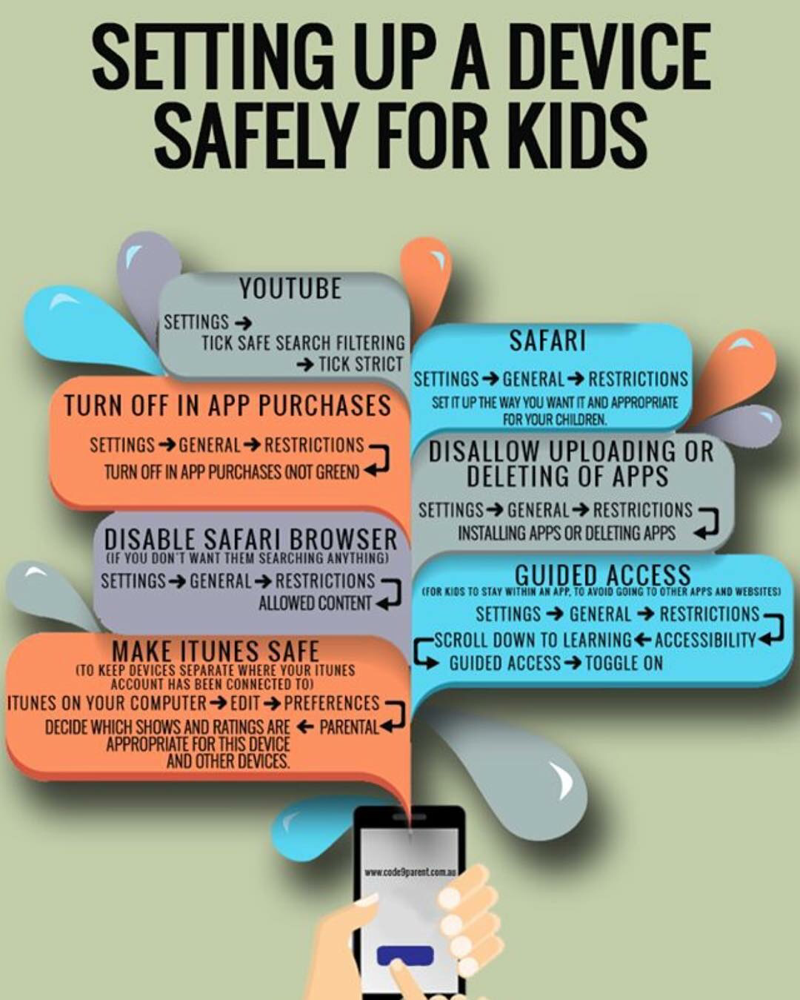 SETTING UP A DEVICE
SAFELY FOR KIDS
YOUTUBE
SETTINGS →
TICK SAFE SEARCH FILTERING
→ TICK STRICT
SAFARI
SETTINGS → GENERAL → RESTRICTIONS
SET IT UP THE WAY YOU WANT IT AND APPROPRIATE
FOR YOUR CHILDREN.
TURN OFF IN APP PURCHASES
SETTINGS → GENERAL → RESTRICTIONS
TURN OFF IN APP PURCHASES (NOT GREEN)
DISALLOW UPLOADING OR
DELETING OF APPS
SETTINGS → GENERAL → RESTRICTIONS
INSTALLING APPS OR DELETING APPS
DISABLE SAFARI BROWSER
(IF YOU DON'T WANT THEM SEARCHING ANYTHING)
SETTINGS → GENERAL → RESTRICTIONS
ALLOWED CONTENT
GUIDED ACCESS
(FOR KIDS TO STAY WITHIN AN APP, TO AVOID GOING TO OTHER APPS AND WEBSITES)
SETTINGS → GENERAL → RESTRICTIONS
SCROLL DOWN TO LEARNING ← ACCESSIBILITY
GUIDED ACCESS → TOGGLE ON
MAKE ITUNES SAFE
(TO KEEP DEVICES SEPARATE WHERE YOUR ITUNES
ACCOUNT HAS BEEN CONNECTED TO)
ITUNES ON YOUR COMPUTER → EDIT → PREFERENCES
DECIDE WHICH SHOWS AND RATINGS ARE ← PARENTAL
APPROPRIATE FOR THIS DEVICE
AND OTHER DEVICES.
www.code9parent.com.au